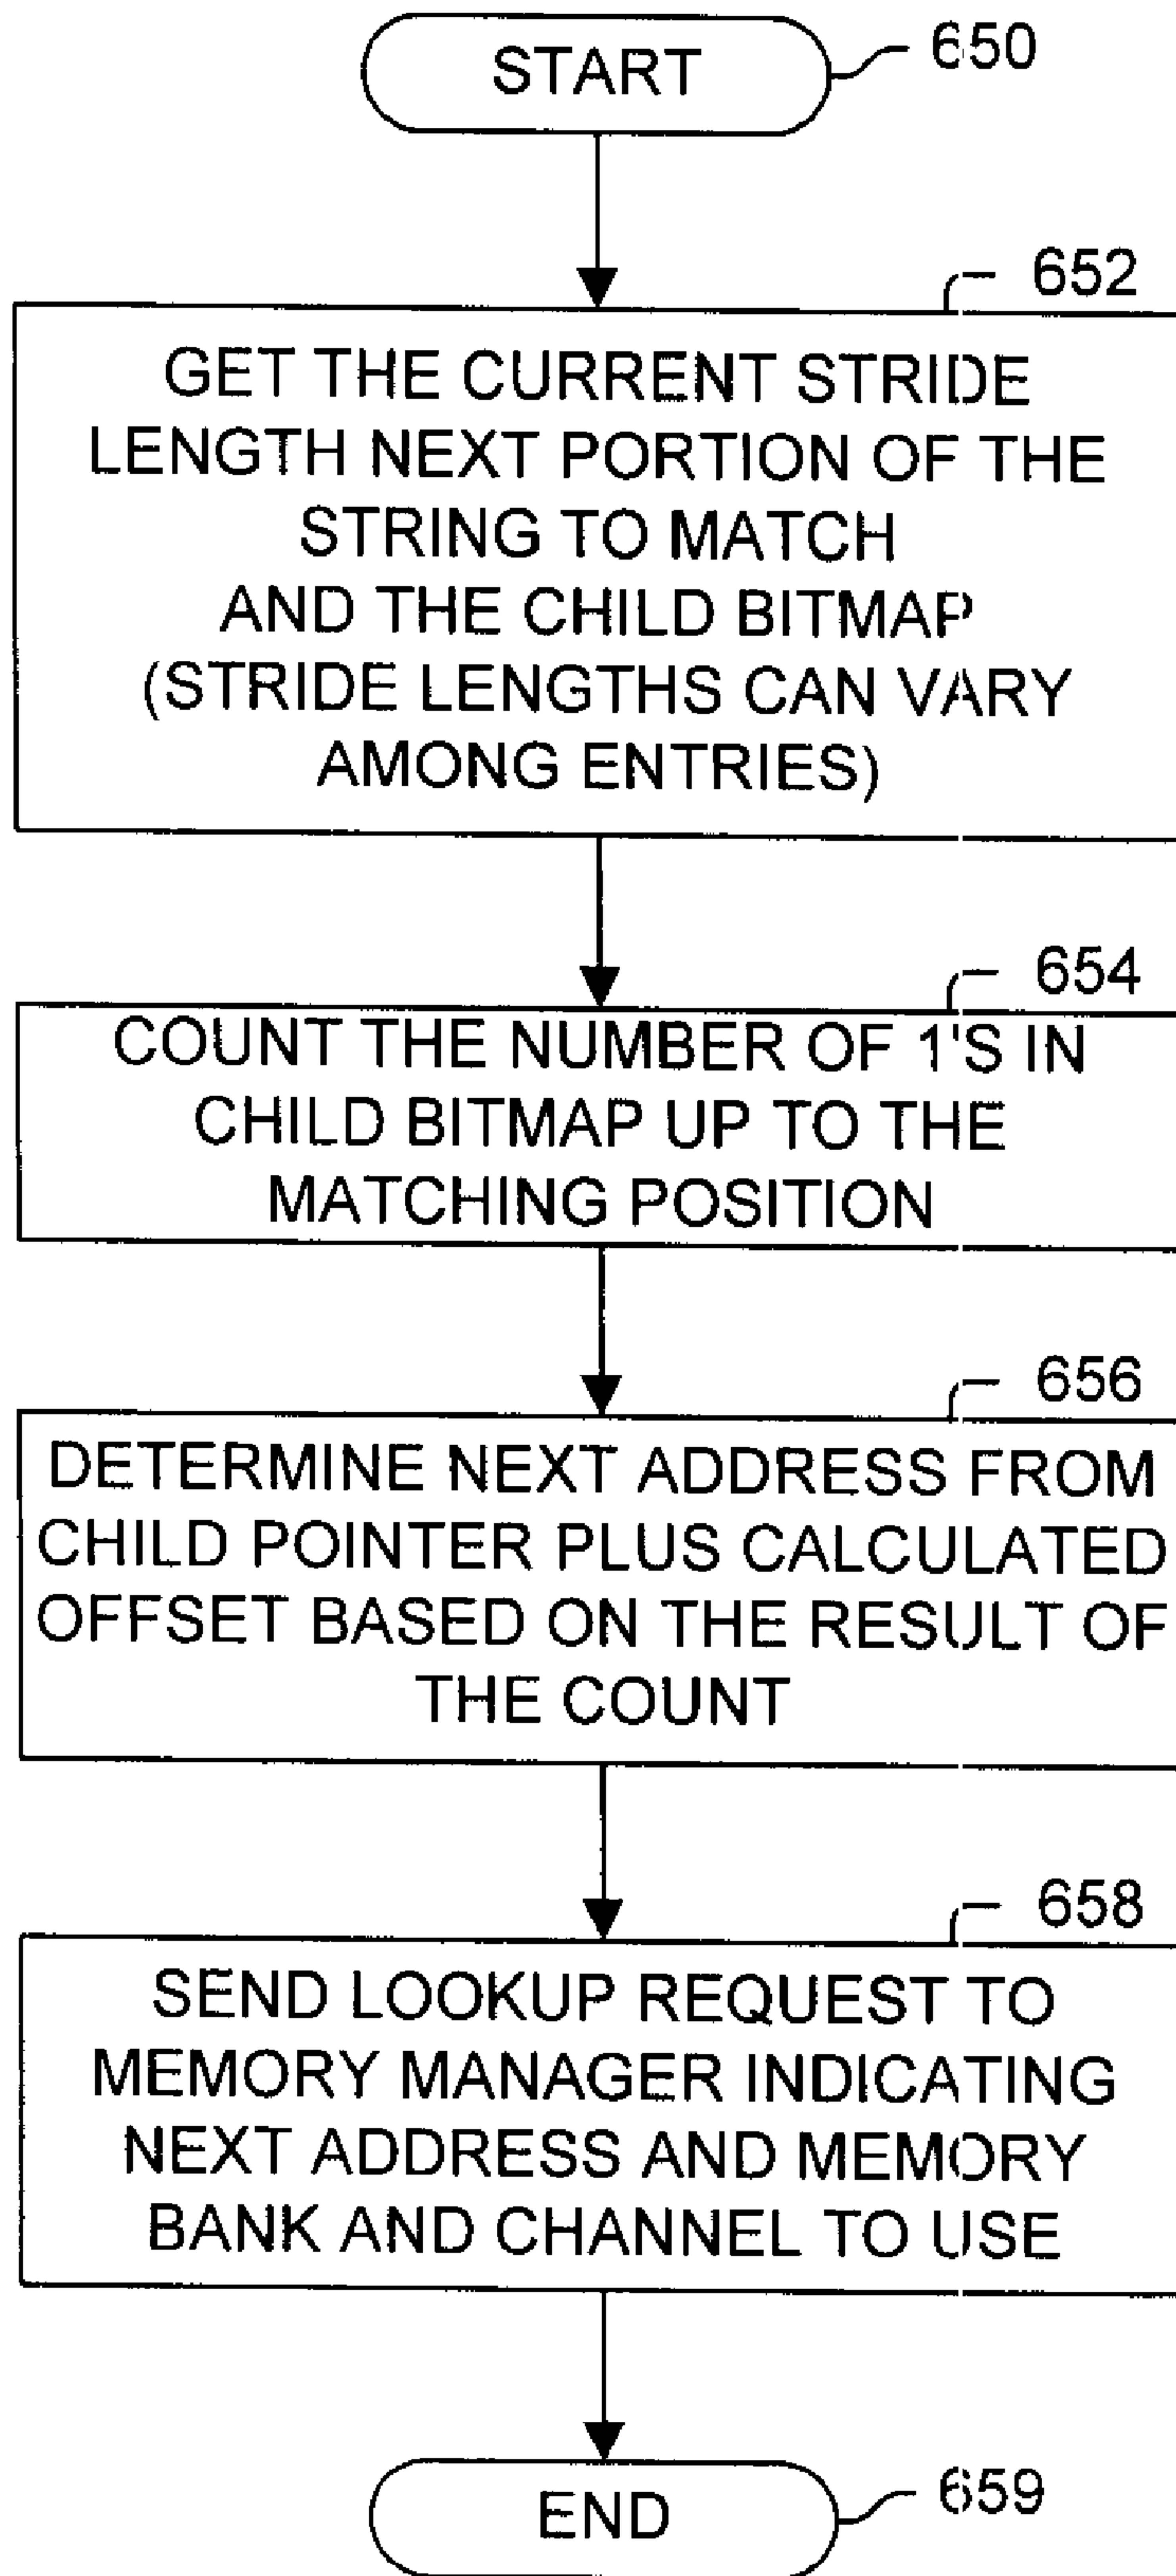 START
650
652
GET THE CURRENT STRIDE
LENGTH NEXT PORTION OF THE
STRING TO MATCH
AND THE CHILD BITMAP
(STRIDE LENGTHS CAN VARY
AMONG ENTRIES)
654
COUNT THE NUMBER OF 1'S IN
CHILD BITMAP UP TO THE
MATCHING POSITION
656
DETERMINE NEXT ADDRESS FROM
CHILD POINTER PLUS CALCULATED
OFFSET BASED ON THE RESULT OF
THE COUNT
658
SEND LOOKUP REQUEST TO
MEMORY MANAGER INDICATING
NEXT ADDRESS AND MEMORY
BANK AND CHANNEL TO USE
END
659